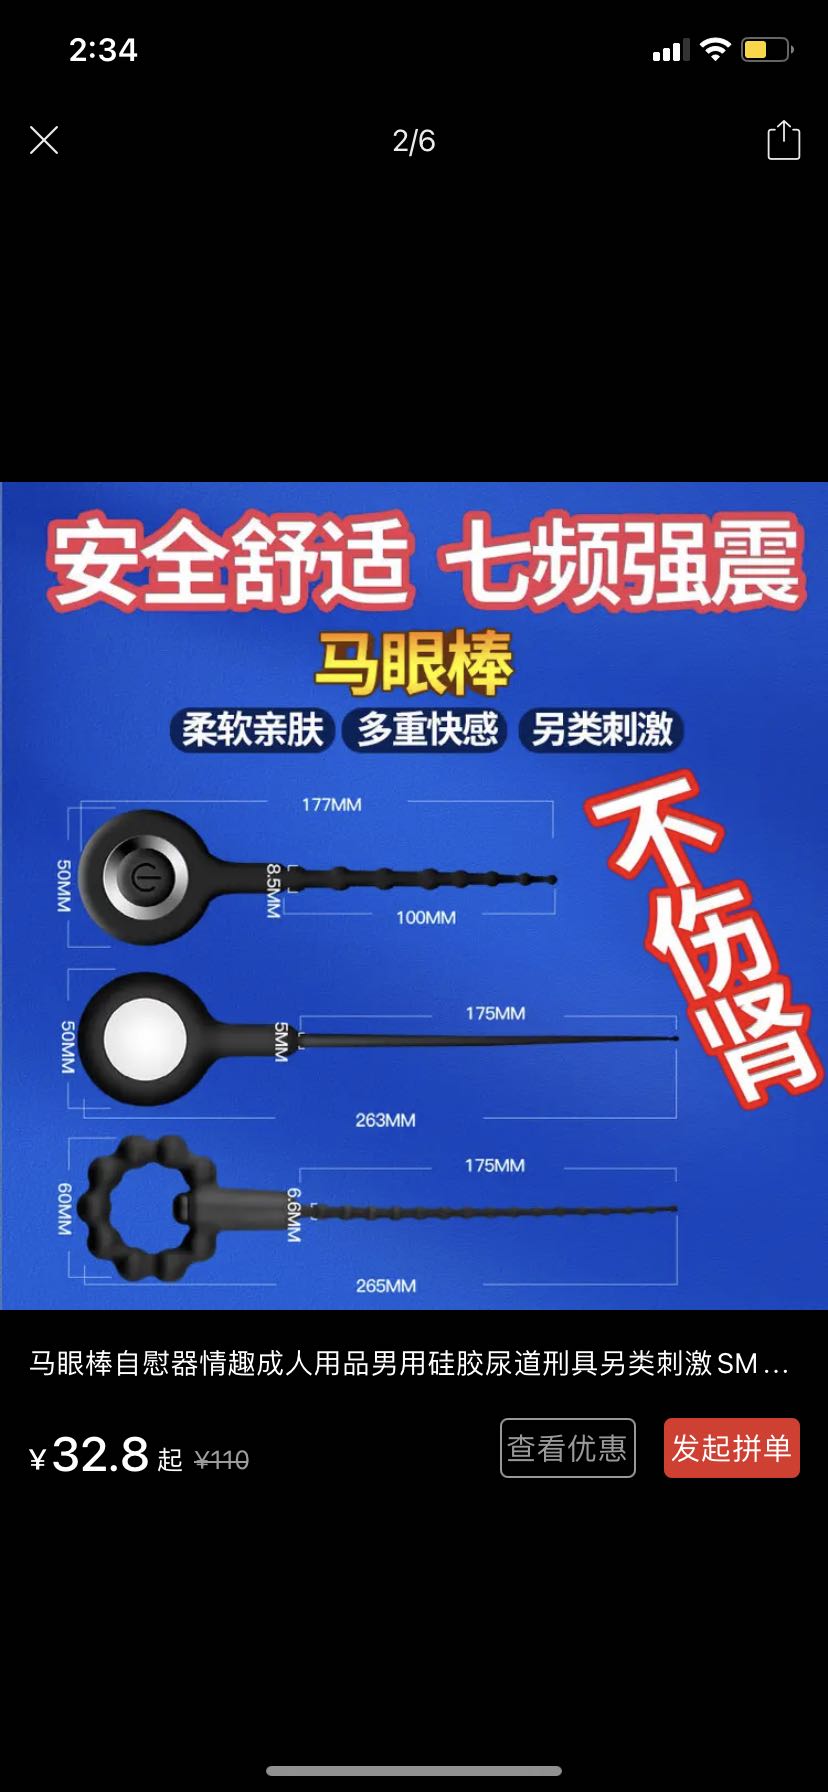 2:34
2/6
安全舒适 七频强震
马眼棒
柔软亲肤 多重快感 另类刺激
不伤肾
177MM
50MM
8.5MM
100MM
175MM
50MM
5MM
263MM
175MM
60MM
6.6MM
265MM
马眼棒自慰器情趣成人用品男用硅胶尿道刑具另类刺激SM...
¥32.8起 ¥110
查看优惠
发起拼单